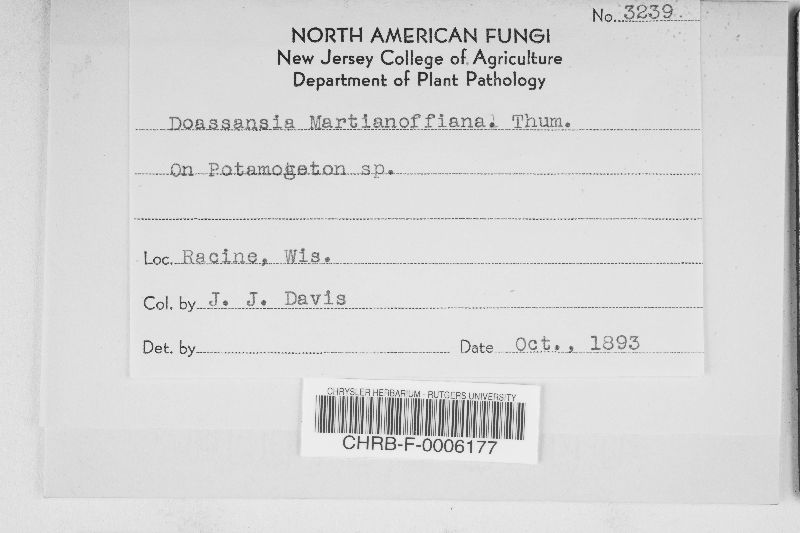 No. 3239
NORTH AMERICAN FUNGI
New Jersey College of Agriculture
Department of Plant Pathology
Doassansia Martianoffiana. Thum.
On Potamogeton sp.
Loc. Racine, Wis.
Col. by J. J. Davis
Det. by
Date Oct., 1893
CHRYSLER HERBARIUM - RUTGERS UNIVERSITY
CHRB-F-0006177